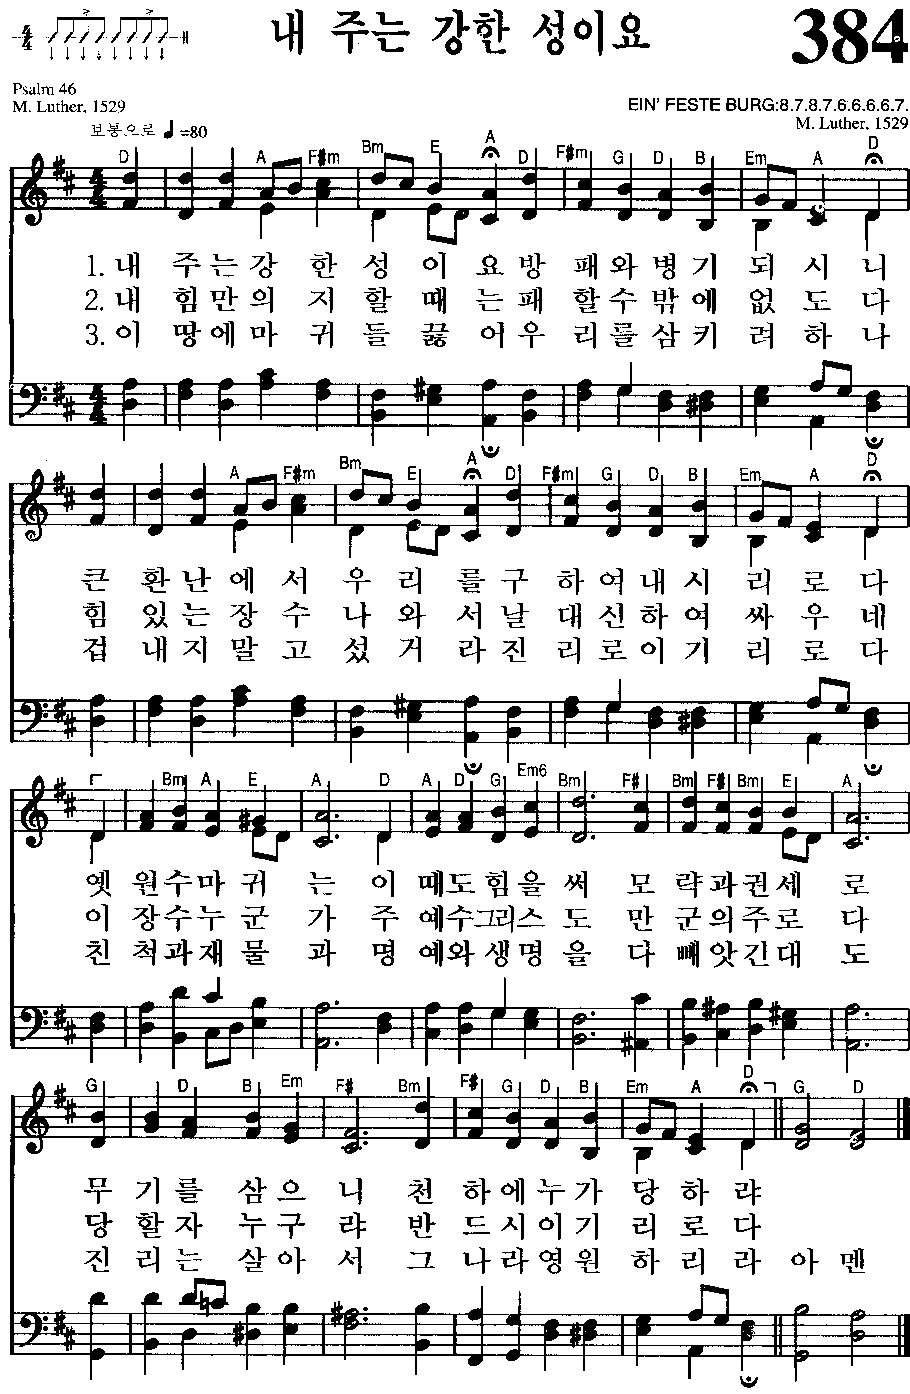 내 주는 강한 성이요 384
Psalm 46
M. Luther, 1529
EIN' FESTE BURG:8.7.8.7.6.6.6.6.7.
M. Luther, 1529
보통으로 ♩=80
D A F#m Bm E A D F#m G D B Em A D
1. 내 주는강 한 성 이 요방 패와병기 되 시 니
2. 내 힘만의 지 할 때 는패 할수밖에 없 도 다
3. 이 땅에마 귀 들 끓 어우 리를삼키 려 하 나
A F#m Bm E A D F#m G D B Em A D
큰 환난에서 우 리 를구 하여내시 리 로 다
힘 있는장수 나 와 서날 대신하여 싸 우 네
겁 내지말고 섰 거 라진 리로이기 리 로 다
Bm A E A D A D G Em6 Bm F# Bm F# Bm E A
옛 원수마귀 는 이 때도힘을써 모 략과권세 로
이 장수누군 가 주 예수그리스도 만 군의주로 다
친 척과재물 과 명 예와생명을 다 빼앗긴대 도
G D B Em F# Bm F# G D B Em A D G D
무 기를 삼으 니 천 하에누가 당하 랴
당 할자 누구 랴 반 드시이기 리로 다
진 리는 살아 서 그 나라영원 하리 라 아 멘